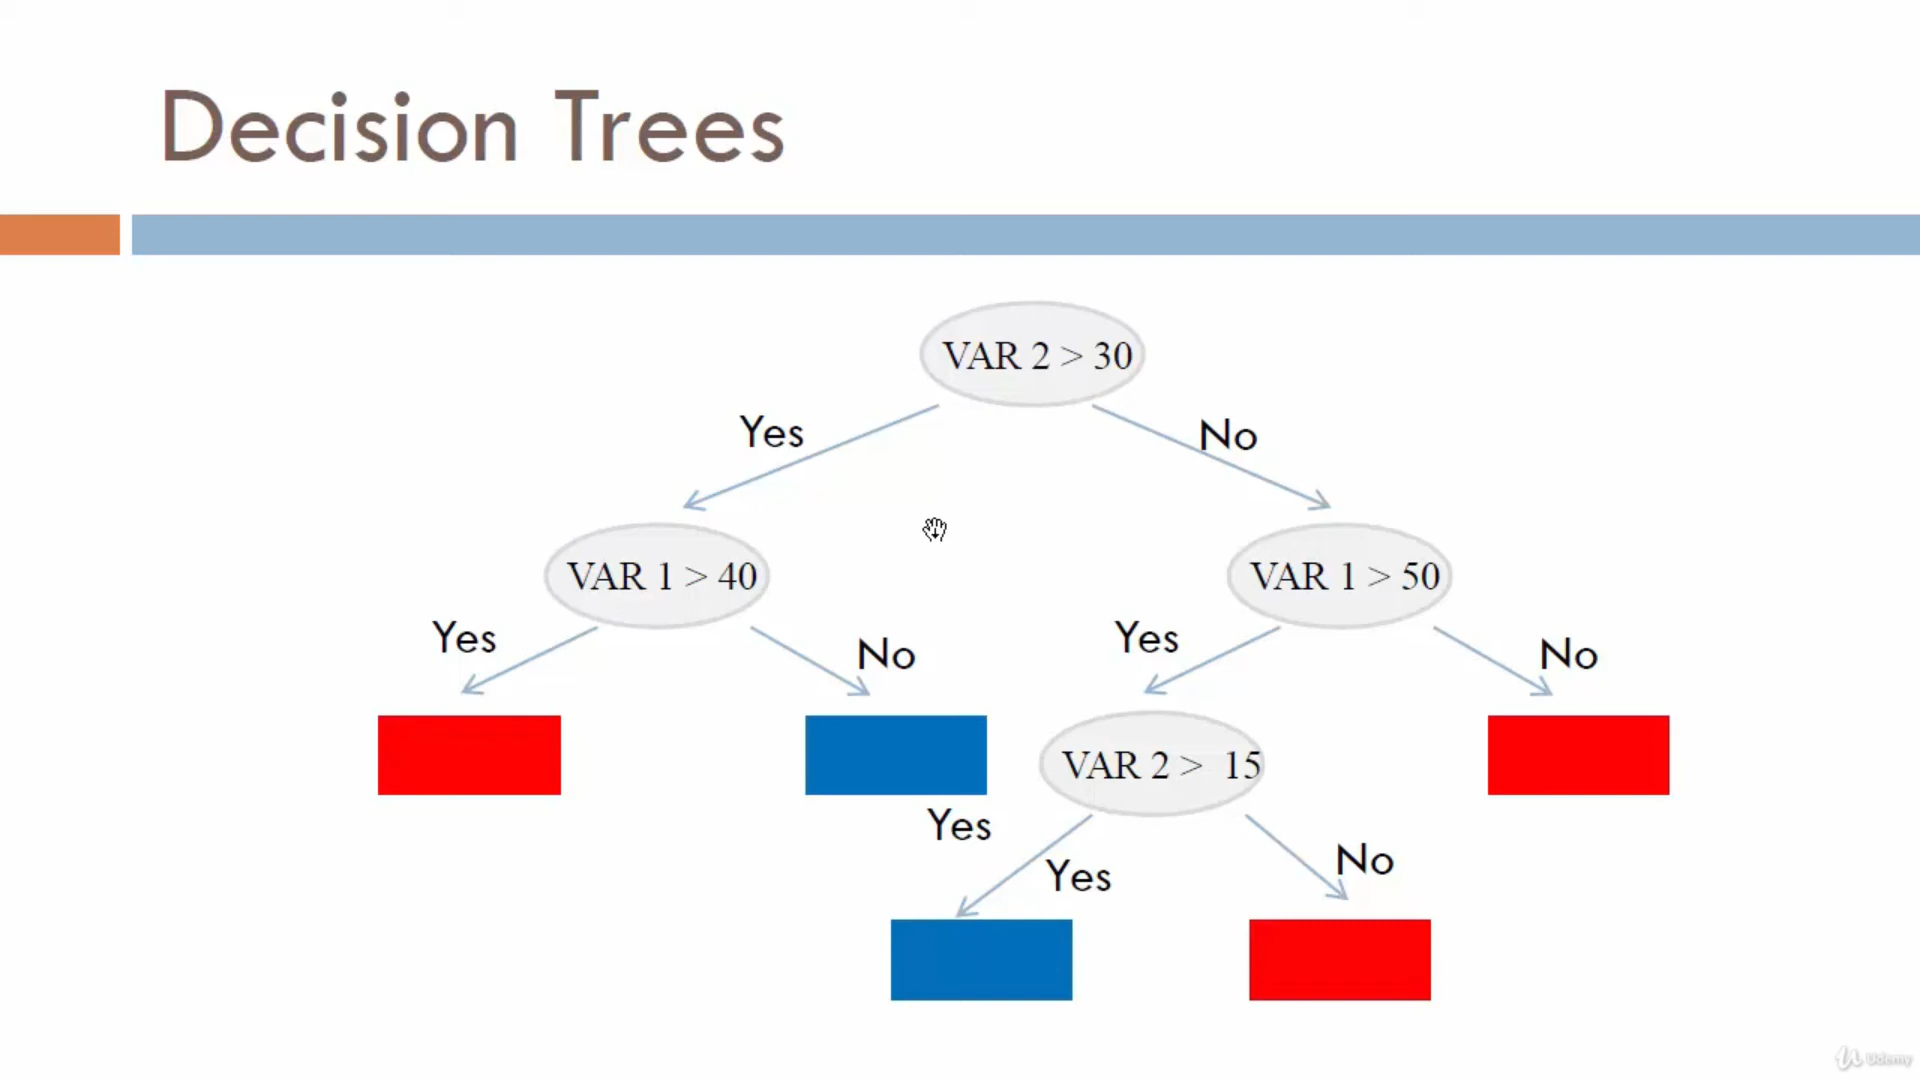 Decision Trees
VAR 2 > 30
Yes
No
VAR 1 > 40
VAR 1 > 50
Yes
No
Yes
No
VAR 2 >  15
Yes
Yes
No
Udemy